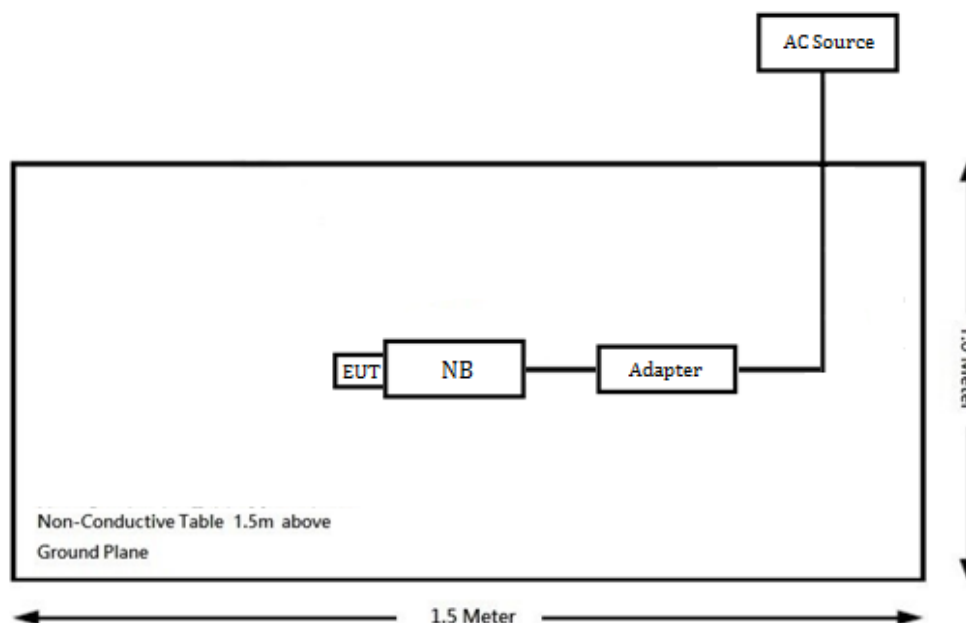 AC Source
EUT
NB
Adapter
Non-Conductive Table 1.5m above
Ground Plane
1.5 Meter